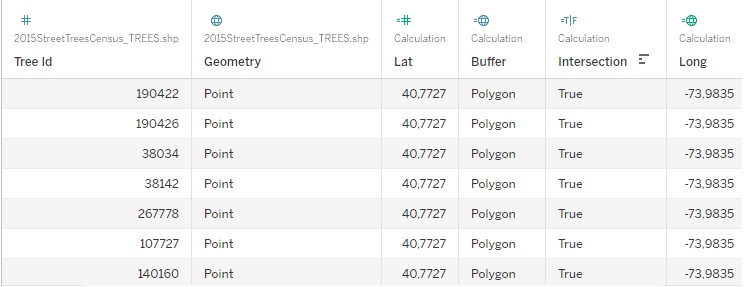 2015StreetTreesCensus_TREES.shp 2015StreetTreesCensus_TREES.shp Calculation Calculation Calculation Calculation
Tree Id Geometry Lat Buffer Intersection Long
190422 Point 40,7727 Polygon True -73,9835
190426 Point 40,7727 Polygon True -73,9835
38034 Point 40,7727 Polygon True -73,9835
38142 Point 40,7727 Polygon True -73,9835
267778 Point 40,7727 Polygon True -73,9835
107727 Point 40,7727 Polygon True -73,9835
140160 Point 40,7727 Polygon True -73,9835